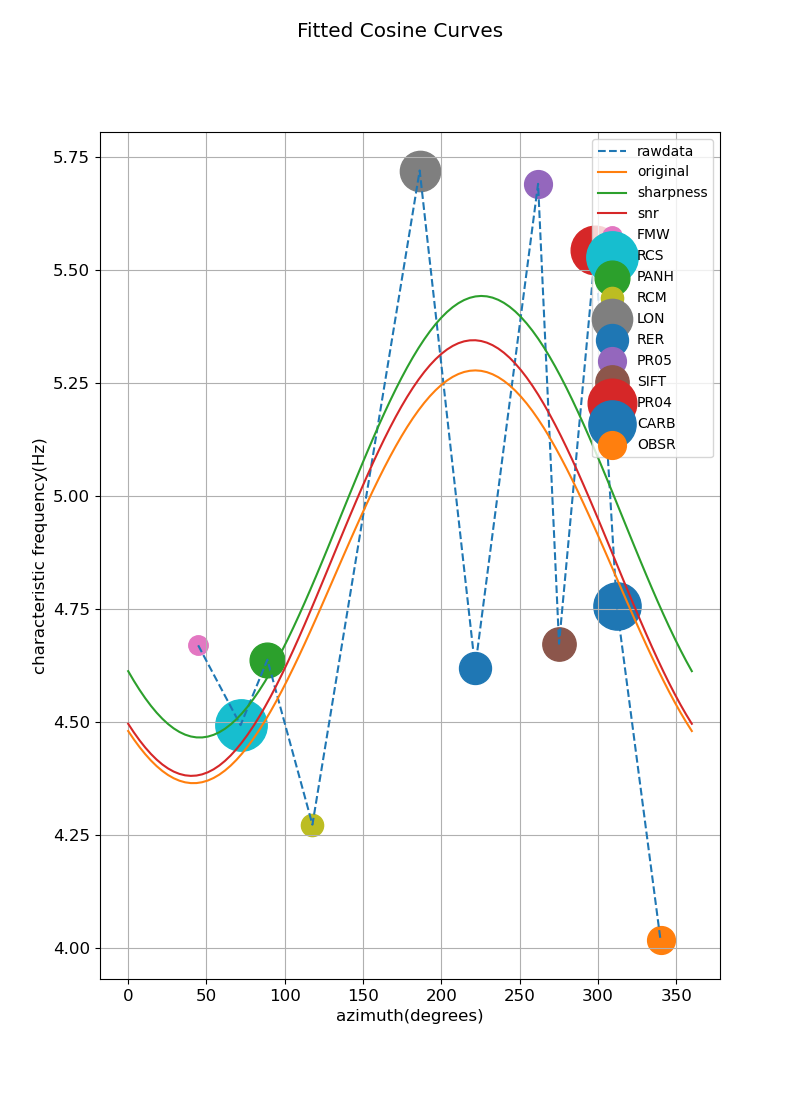 Fitted Cosine Curves
5.75
5.50
5.25
5.00
4.75
4.50
4.25
4.00
characteristic frequency(Hz)
rawdata
original
sharpness
snr
FMW
RCS
PANH
RCM
LON
RER
PR05
SIFT
PR04
CARB
OBSR
0 50 100 150 200 250 300 350
azimuth(degrees)